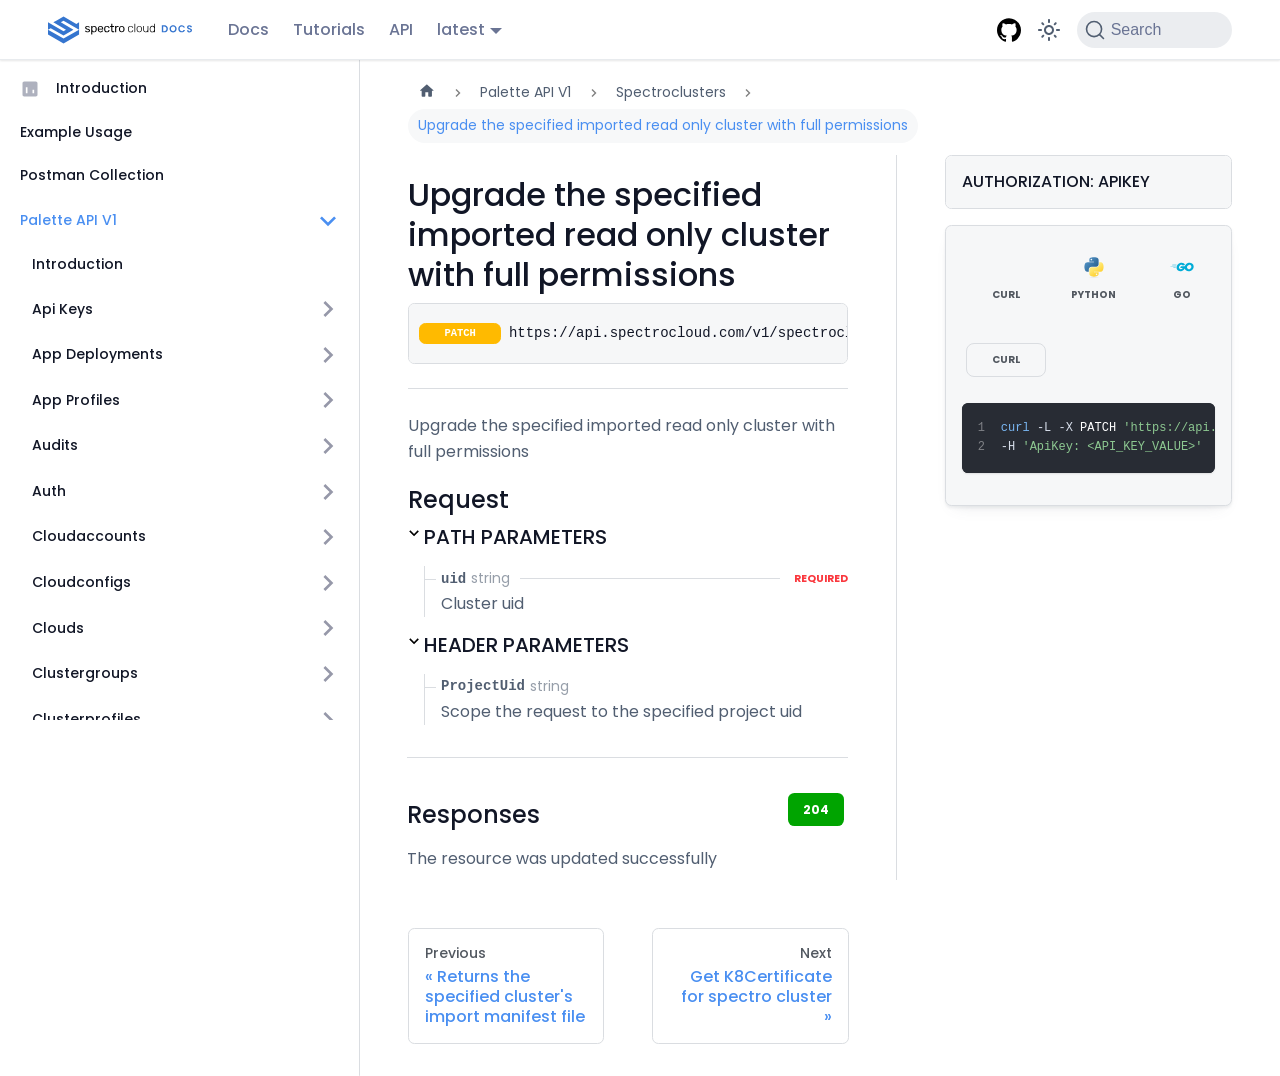 spectro cloud DOCS
Docs
Tutorials
API
latest
Search
Introduction
Example Usage
Postman Collection
Palette API V1
Introduction
Api Keys
App Deployments
App Profiles
Audits
Auth
Cloudaccounts
Cloudconfigs
Clouds
Clustergroups
Clusterprofiles
Palette API V1
Spectroclusters
Upgrade the specified imported read only cluster with full permissions
Upgrade the specified
imported read only cluster
with full permissions
PATCH https://api.spectrocloud.com/v1/spectrocl
Upgrade the specified imported read only cluster with
full permissions
Request
PATH PARAMETERS
uid string REQUIRED
Cluster uid
HEADER PARAMETERS
ProjectUid string
Scope the request to the specified project uid
Responses
204
The resource was updated successfully
Previous
« Returns the
specified cluster's
import manifest file
Next
Get K8Certificate
for spectro cluster
»
AUTHORIZATION: APIKEY
CURL
PYTHON
GO
CURL
1 curl -L -X PATCH 'https://api.
2 -H 'ApiKey: <API_KEY_VALUE>'